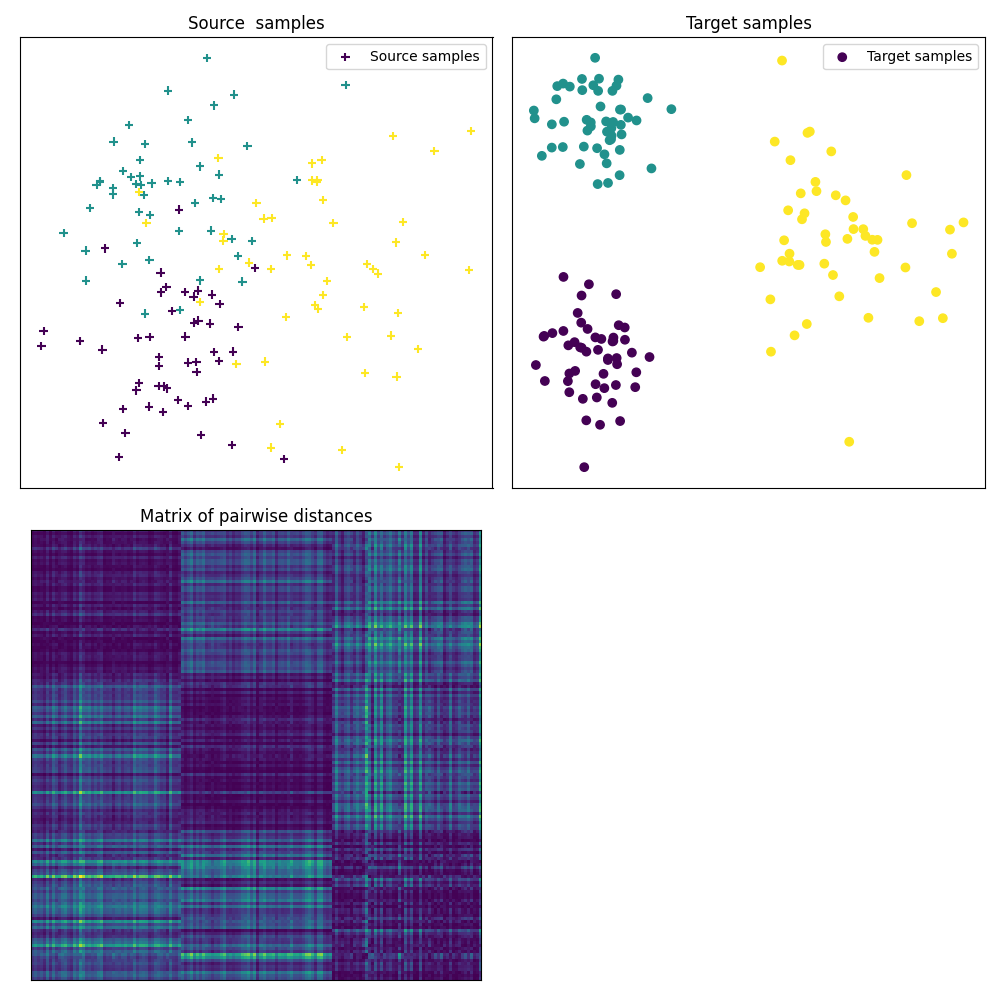 Source  samples
Target samples
Source samples
Target samples
Matrix of pairwise distances